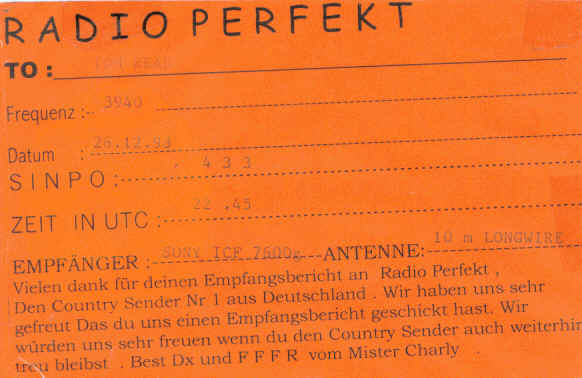 RADIO PERFEKT
TO :
Frequenz :. 3940
Datum : 26.12.93
SINPO : 433
ZEIT IN UTC : 22 .45
EMPFÄNGER : SONY ICF 7600g ANTENNE: 10 m LONGWIRE
Vielen dank für deinen Empfangsbericht an Radio Perfekt ,
Den Country Sender Nr 1 aus Deutschland . Wir haben uns sehr
gefreut Das du uns einen Empfangsbericht geschickt hast. Wir
würden uns sehr freuen wenn du den Country Sender auch weiterhin
treu bleibst . Best Dx und F F F R vom Mister Charly .